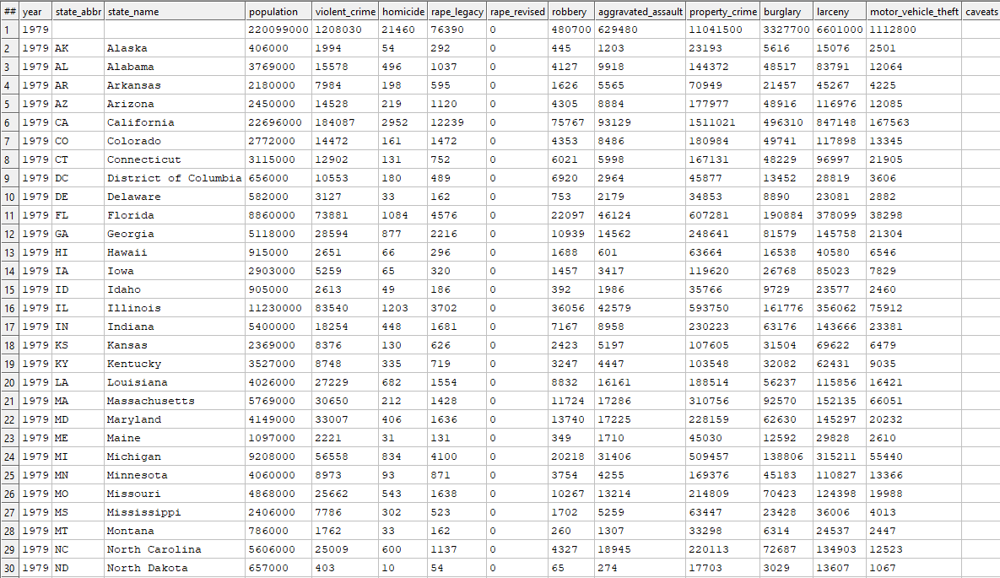 ## year state_abbr state_name population violent_crime homicide rape_legacy rape_revised robbery aggravated_assault property_crime burglary larceny motor_vehicle_theft caveats
1 1979 220099000 1208030 21460 76390 0 480700 629480 11041500 3327700 6601000 1112800
2 1979 AK Alaska 406000 1994 54 292 0 445 1203 23193 5616 15076 2501
3 1979 AL Alabama 3769000 15578 496 1037 0 4127 9918 144372 48517 83791 12064
4 1979 AR Arkansas 2180000 7984 198 595 0 1626 5565 70949 21457 45267 4225
5 1979 AZ Arizona 2450000 14528 219 1120 0 4305 8884 177977 48916 116976 12085
6 1979 CA California 22696000 184087 2952 12239 0 75767 93129 1511021 496310 847148 167563
7 1979 CO Colorado 2772000 14472 161 1472 0 4353 8486 180984 49741 117898 13345
8 1979 CT Connecticut 3115000 12902 131 752 0 6021 5998 167131 48229 96997 21905
9 1979 DC District of Columbia 656000 10553 180 489 0 6920 2964 45877 13452 28819 3606
10 1979 DE Delaware 582000 3127 33 162 0 753 2179 34853 8890 23081 2882
11 1979 FL Florida 8860000 73881 1084 4576 0 22097 46124 607281 190884 378099 38298
12 1979 GA Georgia 5118000 28594 877 2216 0 10939 14562 248641 81579 145758 21304
13 1979 HI Hawaii 915000 2651 66 296 0 1688 601 63664 16538 40580 6546
14 1979 IA Iowa 2903000 5259 65 320 0 1457 3417 119620 26768 85023 7829
15 1979 ID Idaho 905000 2613 49 186 0 392 1986 35766 9729 23577 2460
16 1979 IL Illinois 11230000 83540 1203 3702 0 36056 42579 593750 161776 356062 75912
17 1979 IN Indiana 5400000 18254 448 1681 0 7167 8958 230223 63176 143666 23381
18 1979 KS Kansas 2369000 8376 130 626 0 2423 5197 107605 31504 69622 6479
19 1979 KY Kentucky 3527000 8748 335 719 0 3247 4447 103548 32082 62431 9035
20 1979 LA Louisiana 4026000 27229 682 1554 0 8832 16161 188514 56237 115856 16421
21 1979 MA Massachusetts 5769000 30650 212 1428 0 11724 17286 310756 92570 152135 66051
22 1979 MD Maryland 4149000 33007 406 1636 0 13740 17225 228159 62630 145297 20232
23 1979 ME Maine 1097000 2221 31 131 0 349 1710 45030 12592 29828 2610
24 1979 MI Michigan 9208000 56558 834 4100 0 20218 31406 509457 138806 315211 55440
25 1979 MN Minnesota 4060000 8973 93 871 0 3754 4255 169376 45183 110827 13366
26 1979 MO Missouri 4868000 25662 543 1638 0 10267 13214 214809 70423 124398 19988
27 1979 MS Mississippi 2406000 7786 302 523 0 1702 5259 63447 23428 36006 4013
28 1979 MT Montana 786000 1762 33 162 0 260 1307 33298 6314 24537 2447
29 1979 NC North Carolina 5606000 25009 600 1137 0 4327 18945 220113 72687 134903 12523
30 1979 ND North Dakota 657000 403 10 54 0 65 274 17703 3029 13607 1067